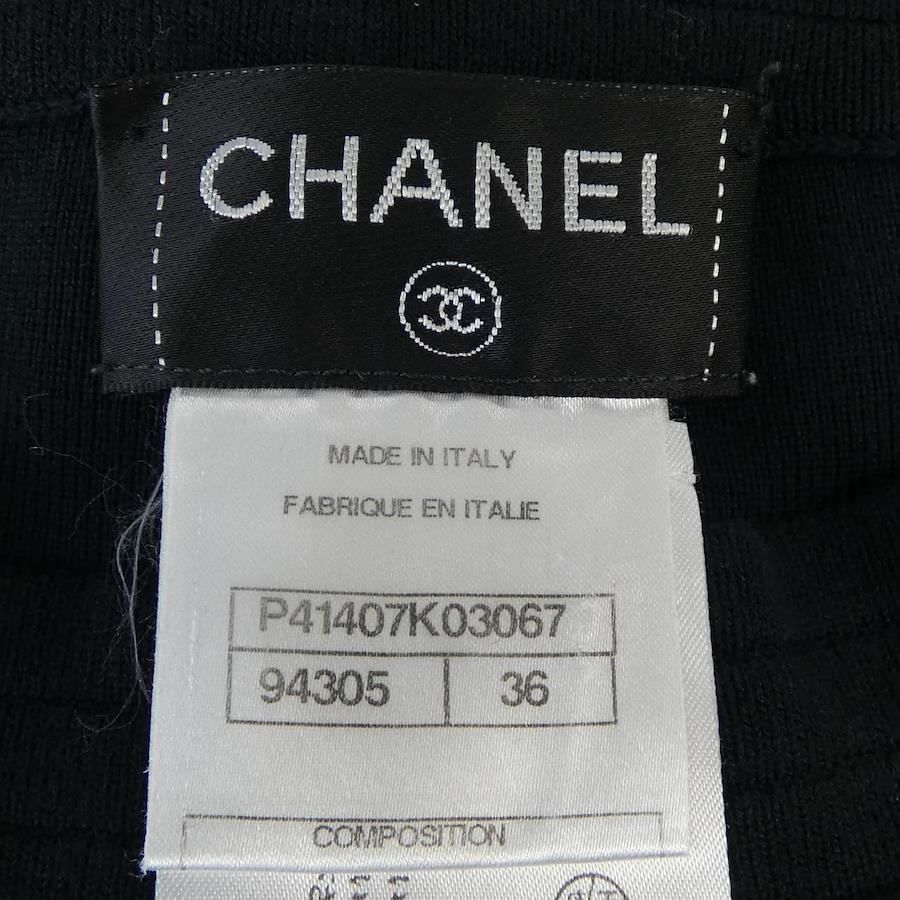 CHANEL
MADE IN ITALY
FABRIQUE EN ITALIE
P41407K03067
94305 36
COMPOSITION